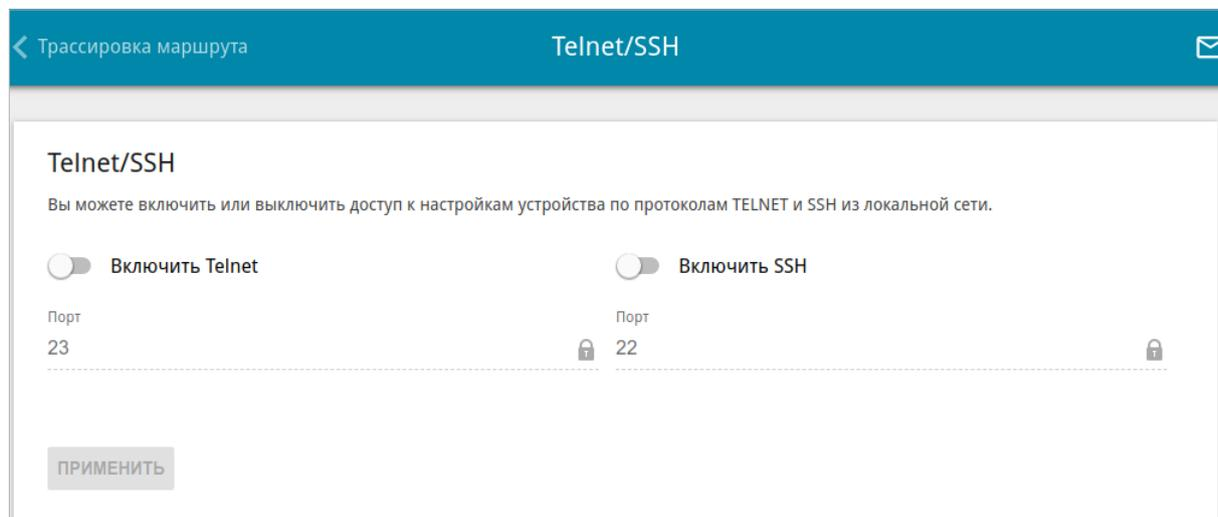 Трассировка маршрута
Telnet/SSH
Telnet/SSH
Вы можете включить или выключить доступ к настройкам устройства по протоколам TELNET и SSH из локальной сети.
Включить Telnet
Включить SSH
Порт
Порт
23
22
ПРИМЕНИТЬ